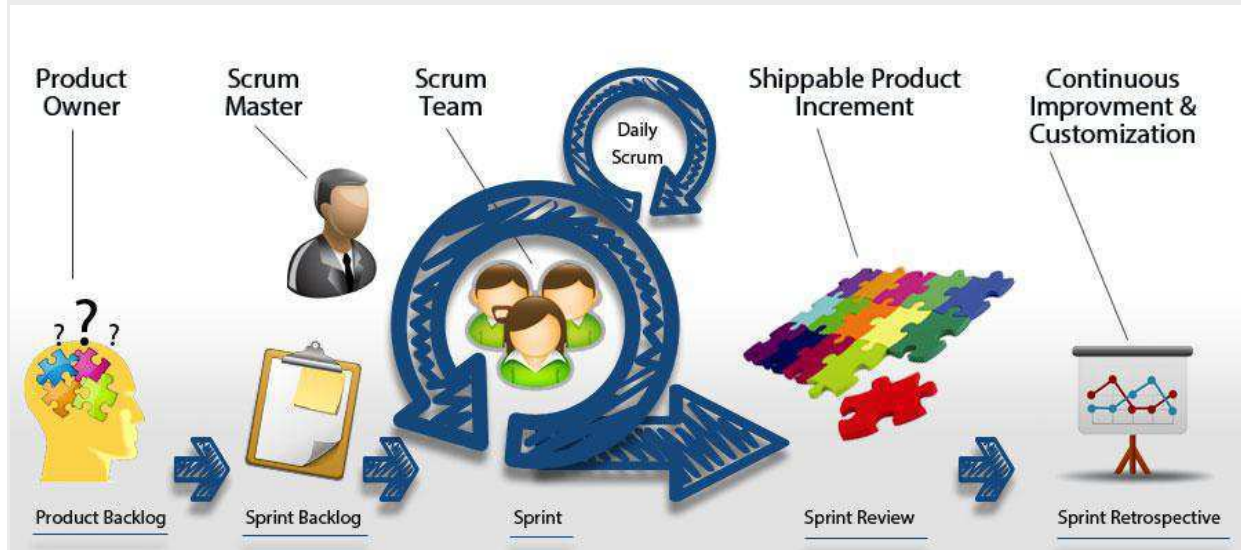 Product
Owner
Scrum
Master
Scrum
Team
Daily
Scrum
Shippable Product
Increment
Continuous
Improvment &
Customization
?
?
?
Product Backlog
Sprint Backlog
Sprint
Sprint Review
Sprint Retrospective